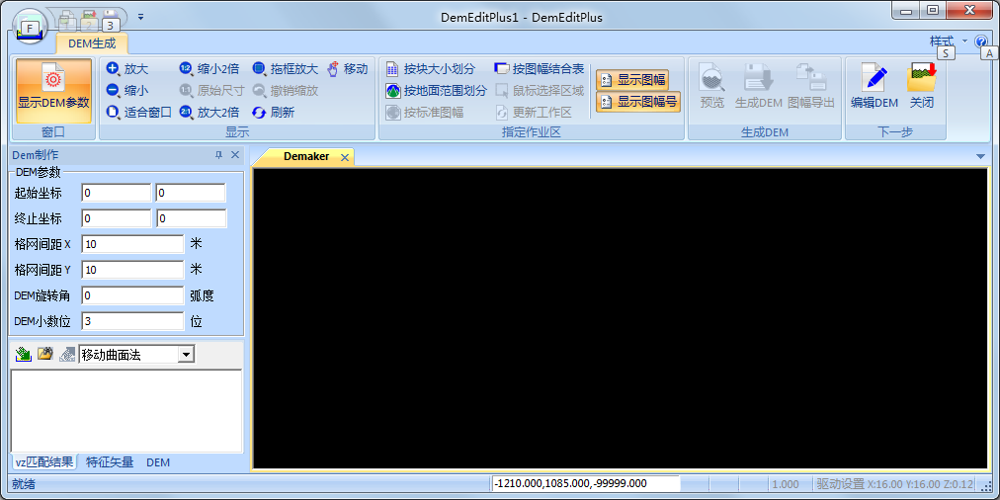 DemEditPlus1 - DemEditPlus
F 1 2 3
DEM生成
样式 S A
显示DEM参数
窗口
放大 缩小2倍 拖框放大 移动
缩小 原始尺寸 撤销缩放
适合窗口 放大2倍 刷新
显示
按块大小划分 按图幅结合表
按地面范围划分 鼠标选择区域
按标准图幅 更新工作区
显示图幅
显示图幅号
指定作业区
预览 生成DEM 图幅导出
生成DEM
编辑DEM 关闭
下一步
Dem制作
DEM参数
起始坐标 0 0
终止坐标 0 0
格网间距X 10 米
格网间距Y 10 米
DEM旋转角 0 弧度
DEM小数位 3 位
移动曲面法
vz匹配结果 特征矢量 DEM
Demaker
就绪
-1210.000,1085.000,-99999.000
1.000
驱动设置 X:16.00 Y:16.00 Z:0.12